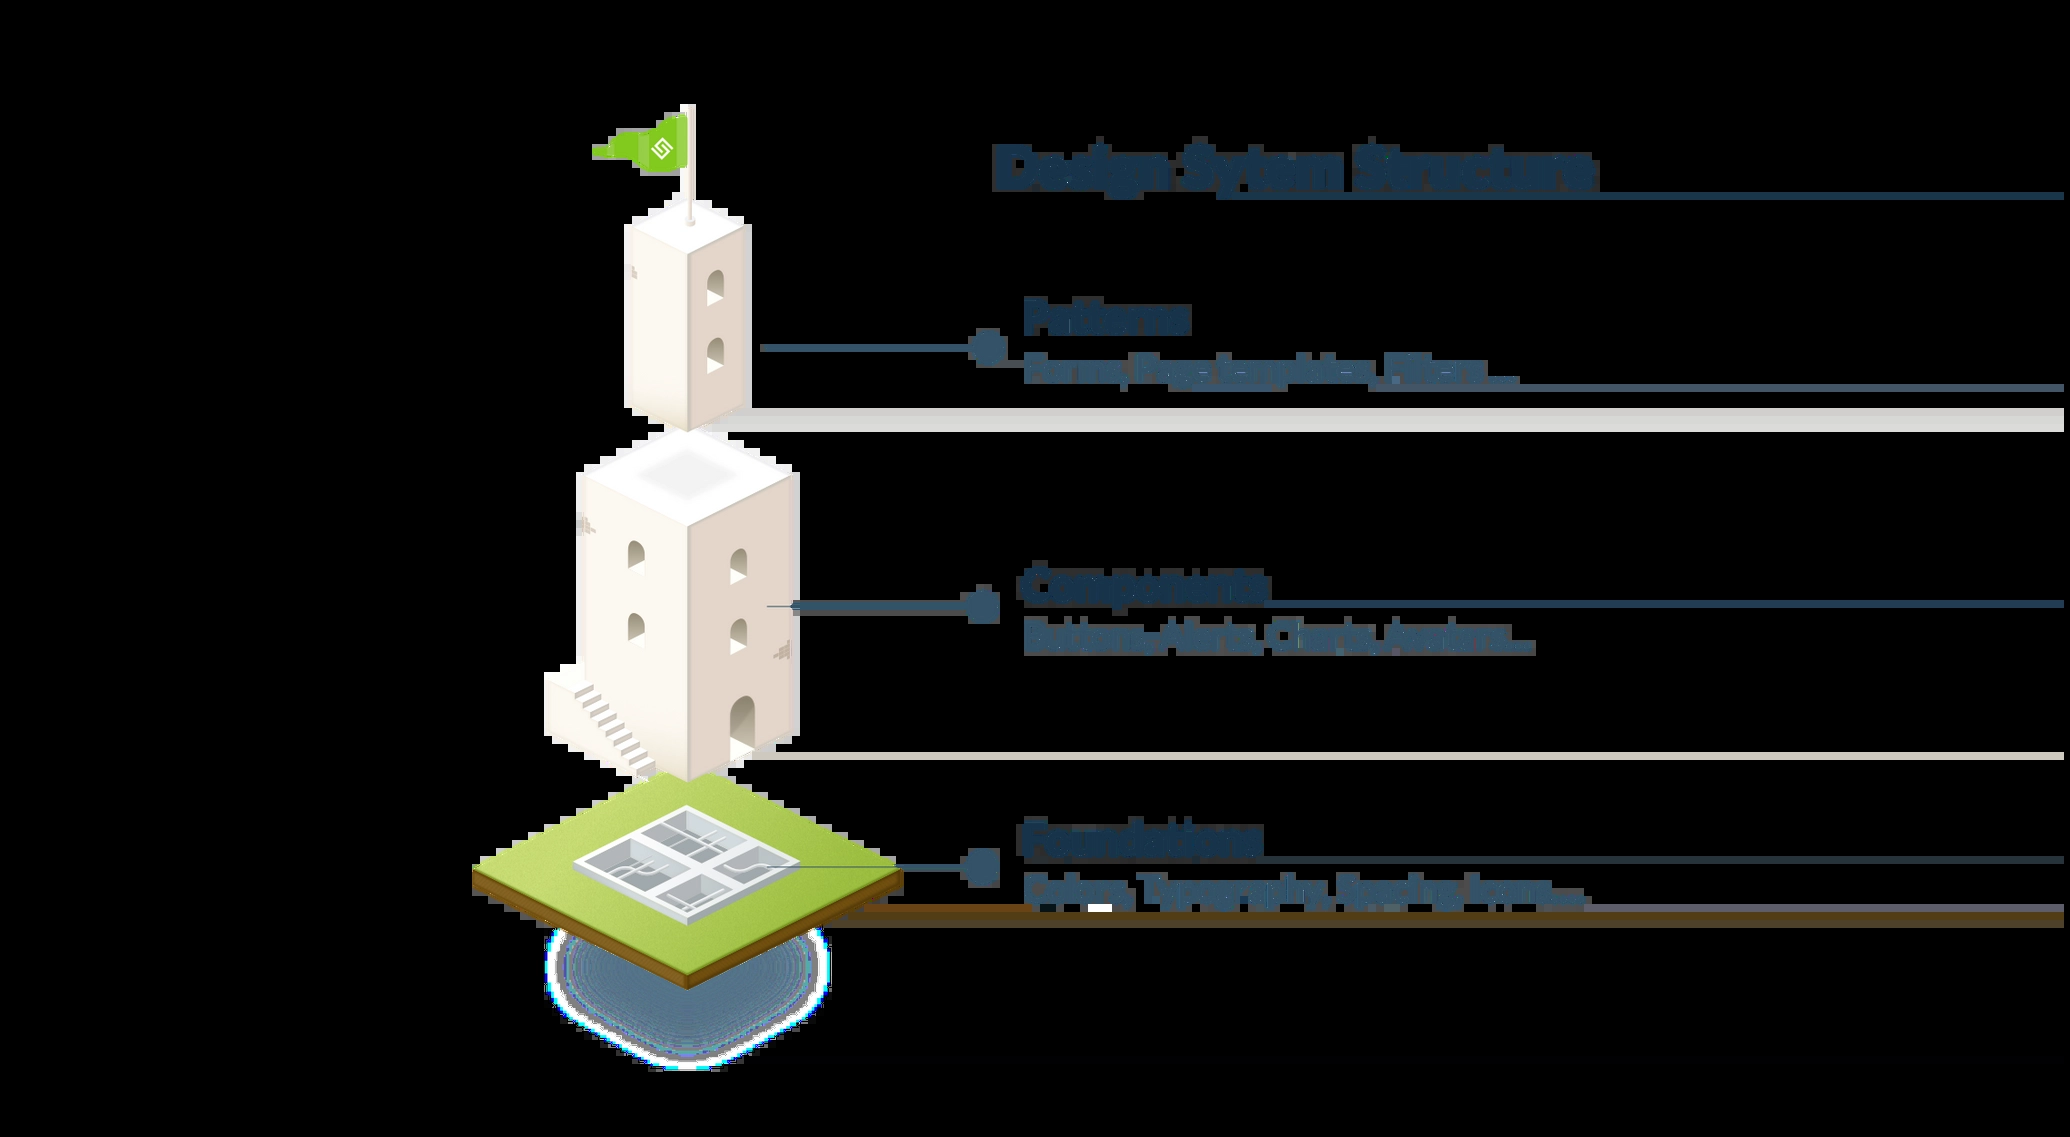 Design Sytem Structure
Patterns
Forms, Page templates, Filters...
Components
Buttons, Alerts, Charts, Avatars...
Foundations
Colors, Typography, Spacing, Icons...